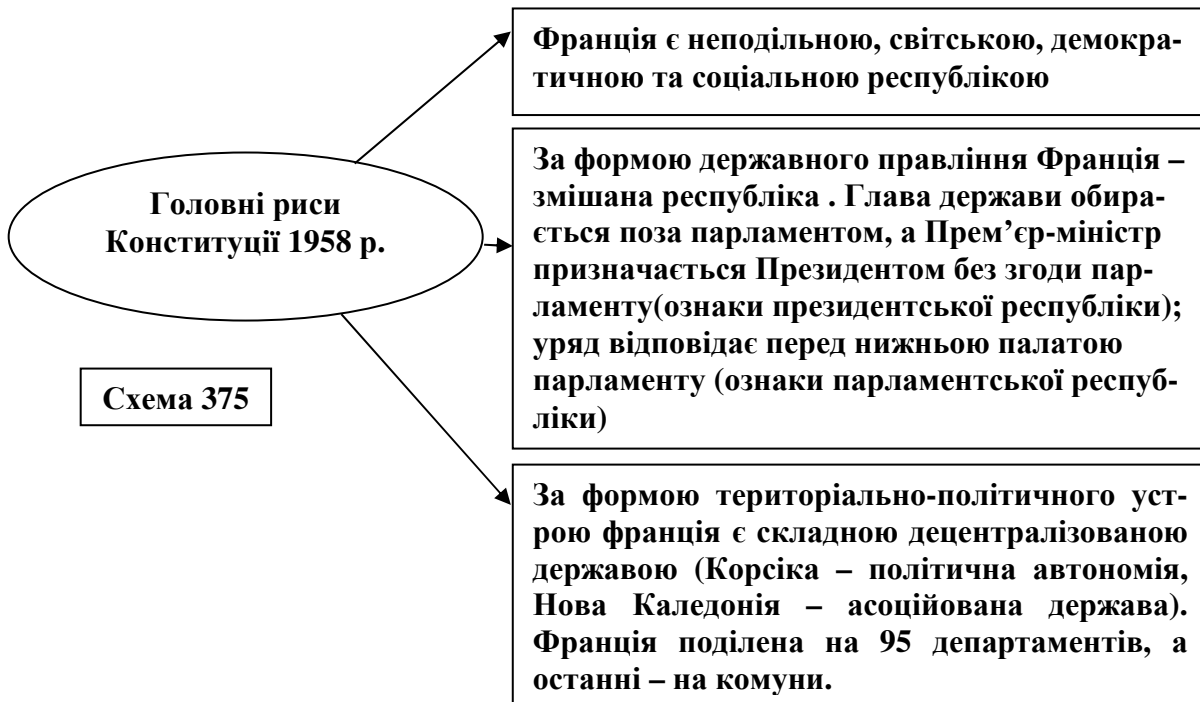 Франція є неподільною, світською, демокра-
тичною та соціальною республікою
За формою державного правління Франція –
змішана республіка . Глава держави обира-
ється поза парламентом, а Прем’єр-міністр
призначається Президентом без згоди пар-
ламенту(ознаки президентської республіки);
уряд відповідає перед нижньою палатою
парламенту (ознаки парламентської респуб-
ліки)
Головні риси
Конституції 1958 р.
Схема 375
За формою територіально-політичного уст-
рою франція є складною децентралізованою
державою (Корсіка – політична автономія,
Нова Каледонія – асоційована держава).
Франція поділена на 95 департаментів, а
останні – на комуни.